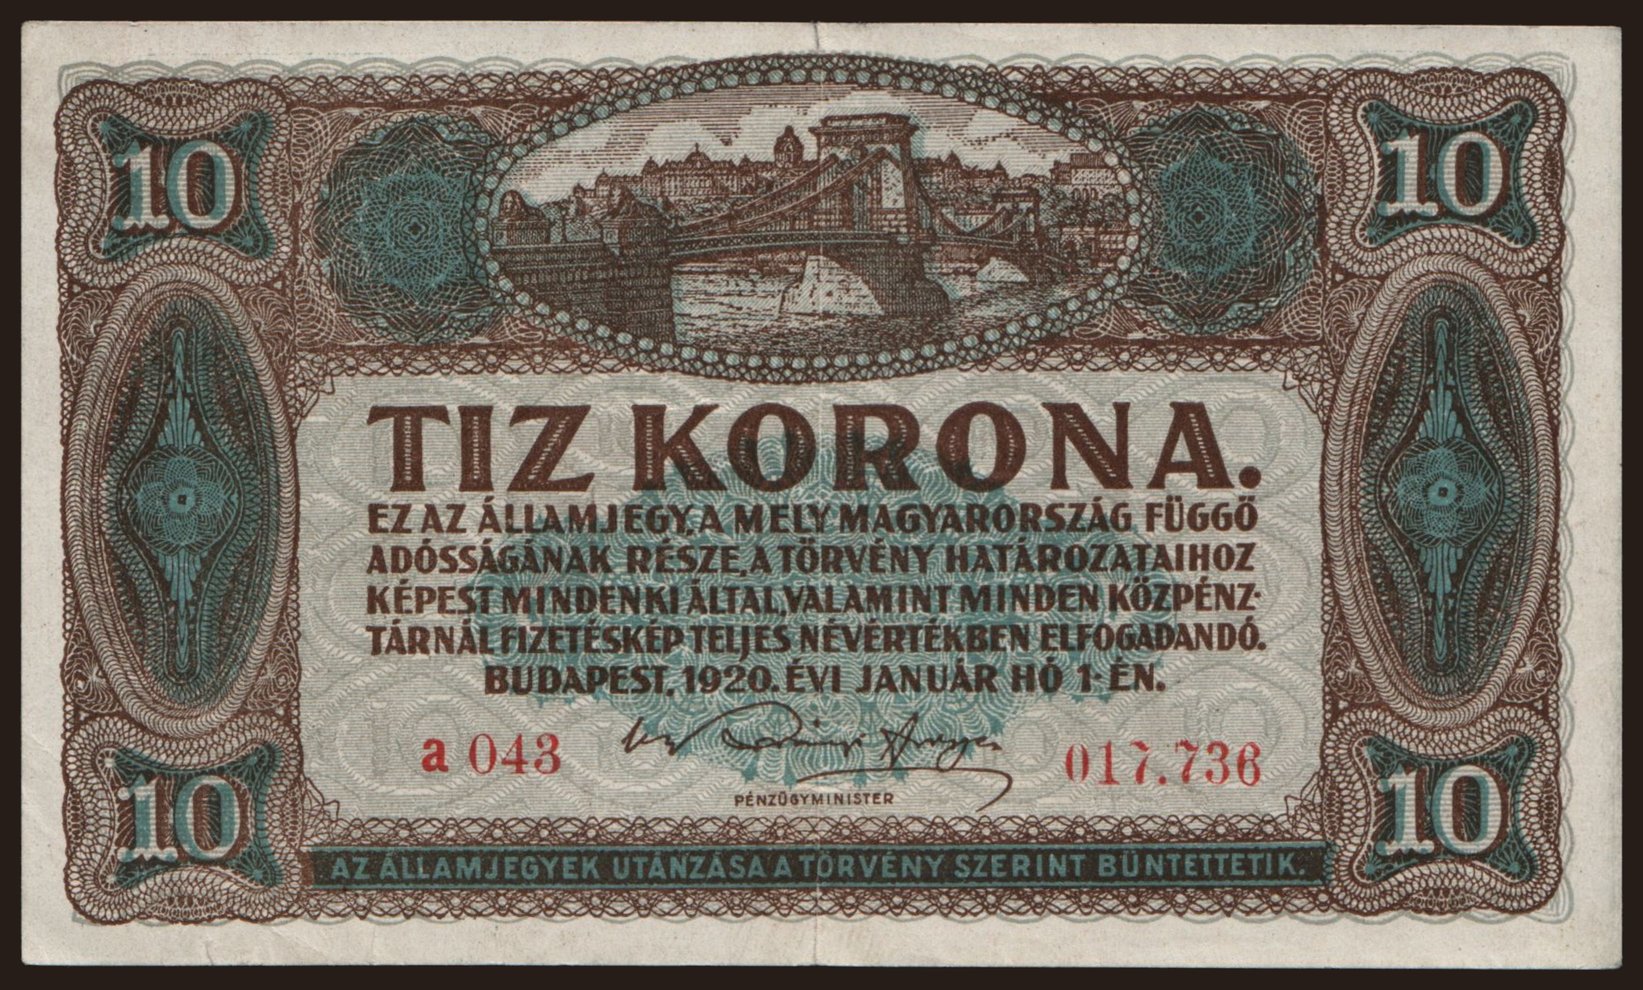 10 10
TIZ KORONA.
EZ AZ ÁLLAMJEGY, A MELY MAGYARORSZÁG FÜGGŐ
ADÓSSÁGÁNAK RÉSZE, A TÖRVÉNY HATÁROZATAIHOZ
KÉPEST MINDENKI ÁLTAL, VALAMINT MINDEN KÖZPÉNZ-
TÁRNÁL FIZETÉSKÉP TELJES NÉVÉRTÉKBEN ELFOGADANDÓ.
BUDAPEST, 1920. ÉVI JANUÁR HÓ 1-ÉN.
a 043 017.736
PÉNZÜGYMINISTER
10 10
AZ ÁLLAMJEGYEK UTÁNZÁSA A TÖRVÉNY SZERINT BÜNTETTETIK.